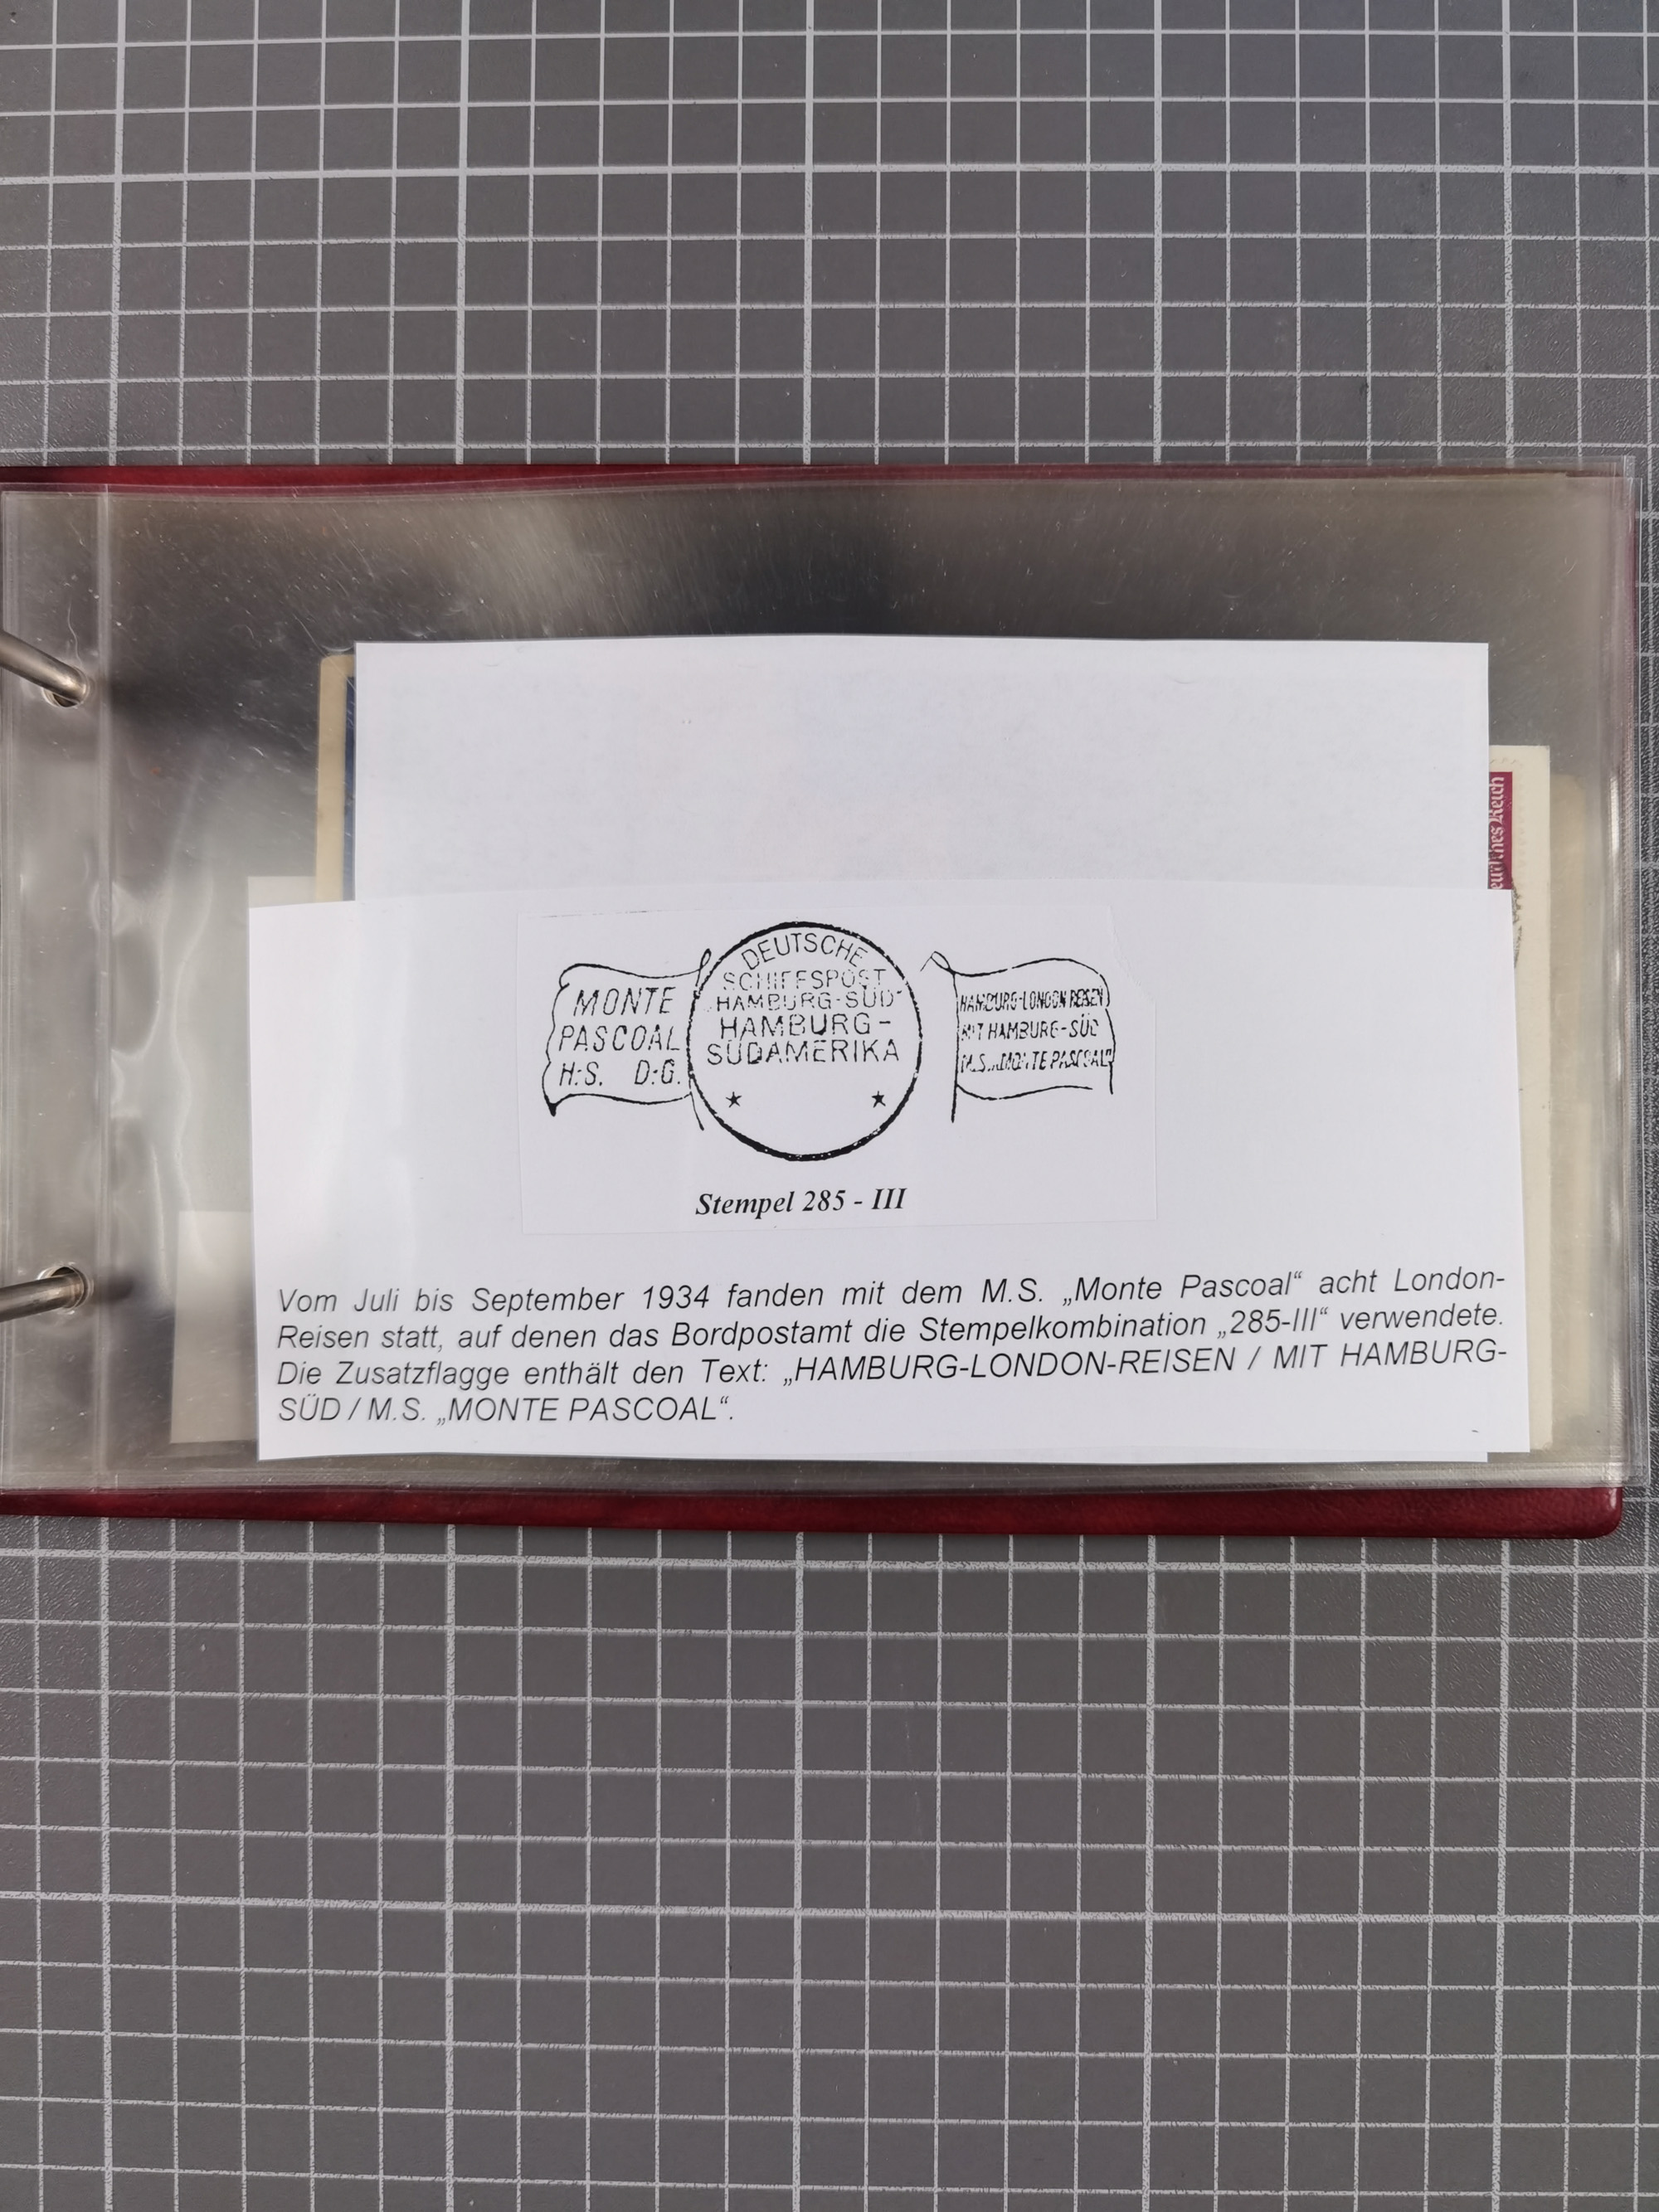 eutsches Reich
MONTE
PASCOAL
H.S. D.G.
DEUTSCHE
SCHIFFSPOST
HAMBURG-SÜD
HAMBURG-
SÜDAMERIKA
HAMBURG-LONDON REISEN
MIT HAMBURG-SÜD
M.S. „MONTE PASCOAL“
Stempel 285 - III
Vom Juli bis September 1934 fanden mit dem M.S. „Monte Pascoal“ acht London-
Reisen statt, auf denen das Bordpostamt die Stempelkombination „285-III“ verwendete.
Die Zusatzflagge enthält den Text: „HAMBURG-LONDON-REISEN / MIT HAMBURG-
SÜD / M.S. „MONTE PASCOAL“.